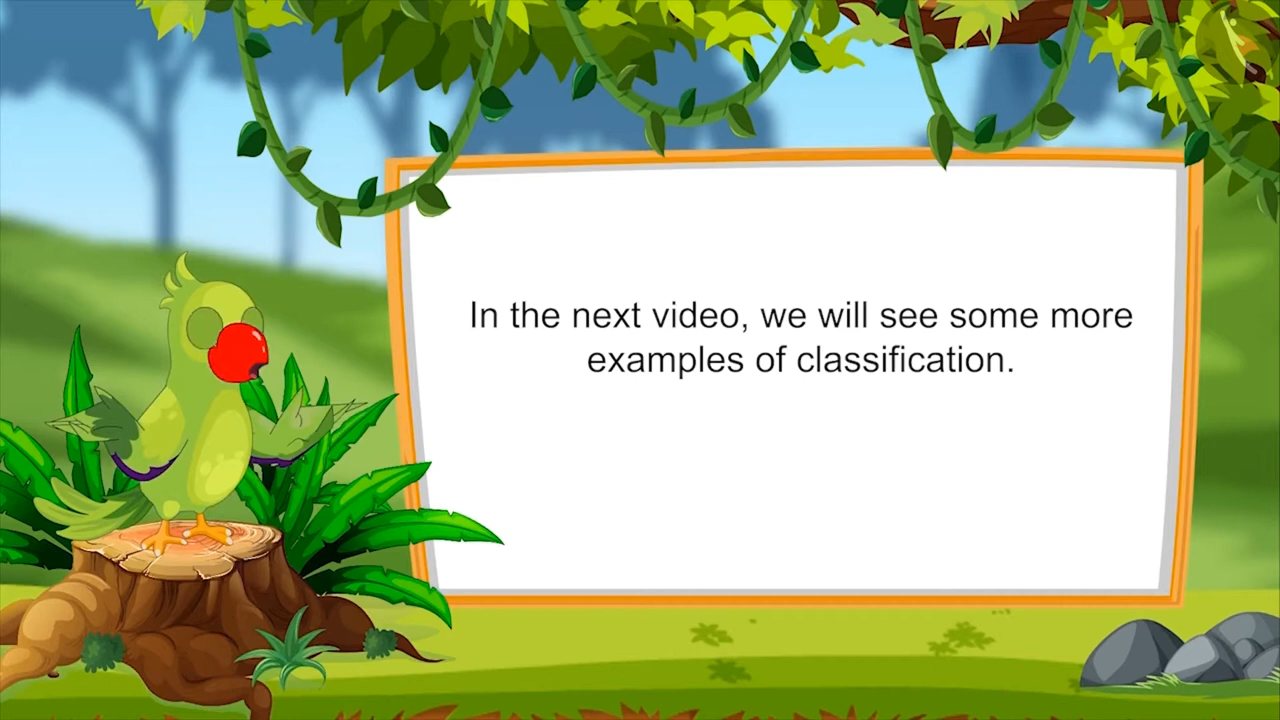 In the next video, we will see some more
examples of classification.